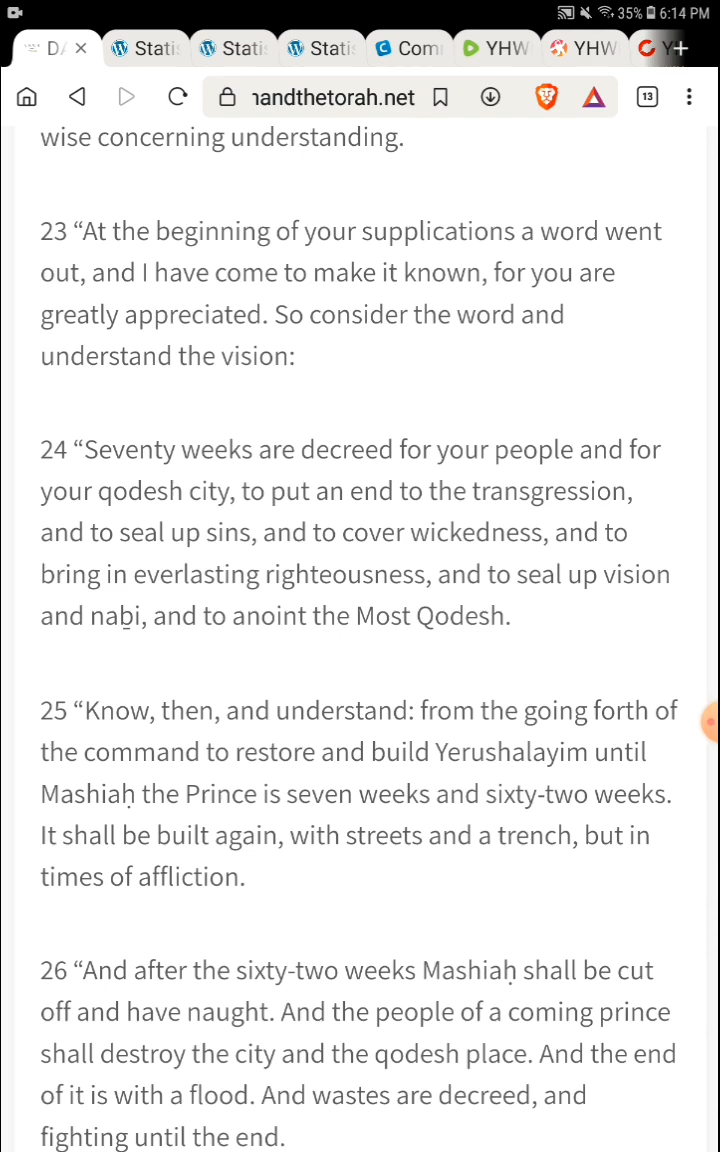 35% 6:14 PM
D Stati Stati Stati Com YHW YHW Y
handthetorah.net 13
wise concerning understanding.
23 “At the beginning of your supplications a word went
out, and I have come to make it known, for you are
greatly appreciated. So consider the word and
understand the vision:
24 “Seventy weeks are decreed for your people and for
your qodesh city, to put an end to the transgression,
and to seal up sins, and to cover wickedness, and to
bring in everlasting righteousness, and to seal up vision
and naḇi, and to anoint the Most Qodesh.
25 “Know, then, and understand: from the going forth of
the command to restore and build Yerushalayim until
Mashiaḥ the Prince is seven weeks and sixty-two weeks.
It shall be built again, with streets and a trench, but in
times of affliction.
26 “And after the sixty-two weeks Mashiaḥ shall be cut
off and have naught. And the people of a coming prince
shall destroy the city and the qodesh place. And the end
of it is with a flood. And wastes are decreed, and
fighting until the end.